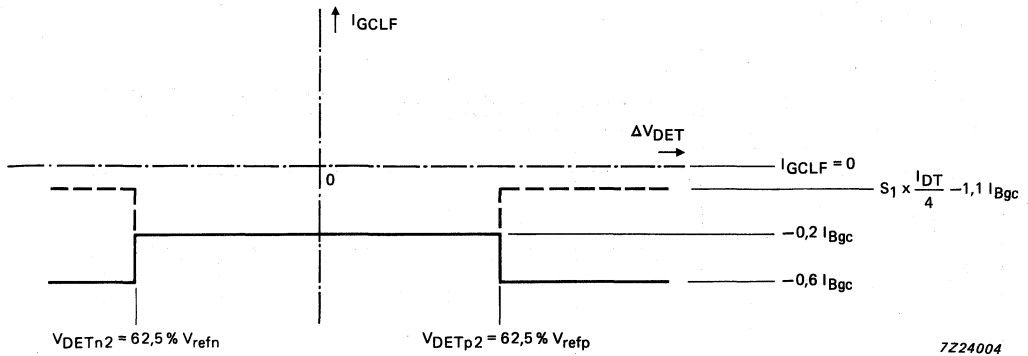 I_GCLF
ΔV_DET
I_GCLF = 0
0
S_1 × I_DT/4 −1,1 I_Bgc
−0,2 I_Bgc
−0,6 I_Bgc
V_DETn2 = 62,5% V_refn
V_DETp2 = 62,5% V_refp
7Z24004